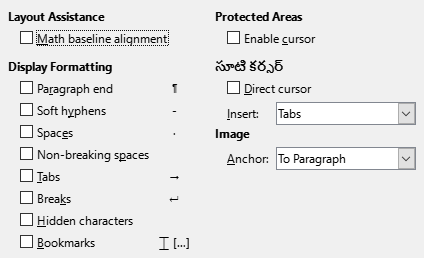 Layout Assistance
Math baseline alignment
Display Formatting
Paragraph end ¶
Soft hyphens -
Spaces ·
Non-breaking spaces
Tabs →
Breaks ↵
Hidden characters
Bookmarks ⌶ [...]
Protected Areas
Enable cursor
సూటి కర్సర్
Direct cursor
Insert: Tabs
Image
Anchor: To Paragraph